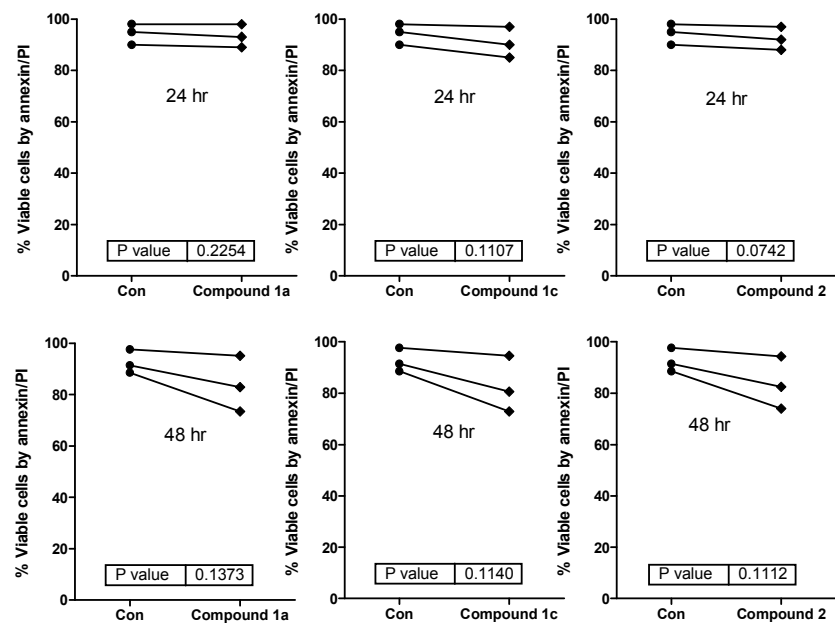 % Viable cells by annexin/PI
100
80
60
40
20
0
24 hr
P value 0.2254
Con Compound 1a
% Viable cells by annexin/PI
100
80
60
40
20
0
24 hr
P value 0.1107
Con Compound 1c
% Viable cells by annexin/PI
100
80
60
40
20
0
24 hr
P value 0.0742
Con Compound 2
% Viable cells by annexin/PI
100
80
60
40
20
0
48 hr
P value 0.1373
Con Compound 1a
% Viable cells by annexin/PI
100
80
60
40
20
0
48 hr
P value 0.1140
Con Compound 1c
% Viable cells by annexin/PI
100
80
60
40
20
0
48 hr
P value 0.1112
Con Compound 2